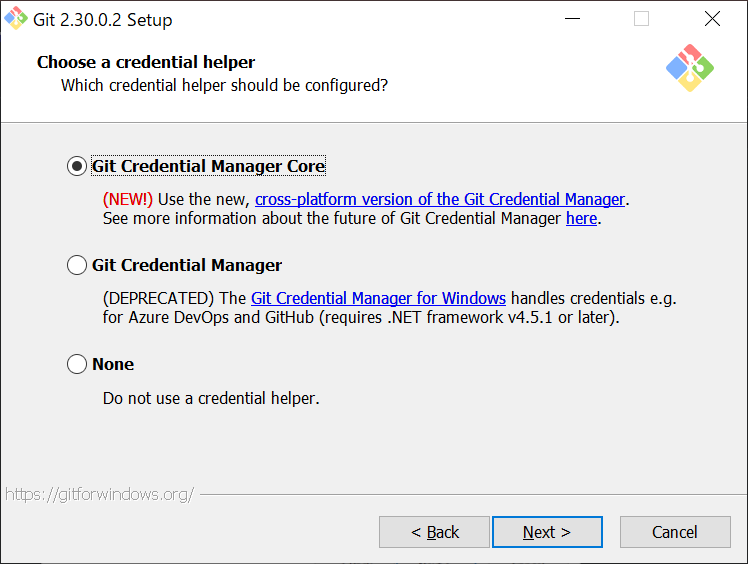 Git 2.30.0.2 Setup
Choose a credential helper
Which credential helper should be configured?
Git Credential Manager Core
(NEW!) Use the new, cross-platform version of the Git Credential Manager.
See more information about the future of Git Credential Manager here.
Git Credential Manager
(DEPRECATED) The Git Credential Manager for Windows handles credentials e.g.
for Azure DevOps and GitHub (requires .NET framework v4.5.1 or later).
None
Do not use a credential helper.
https://gitforwindows.org/
< Back
Next >
Cancel